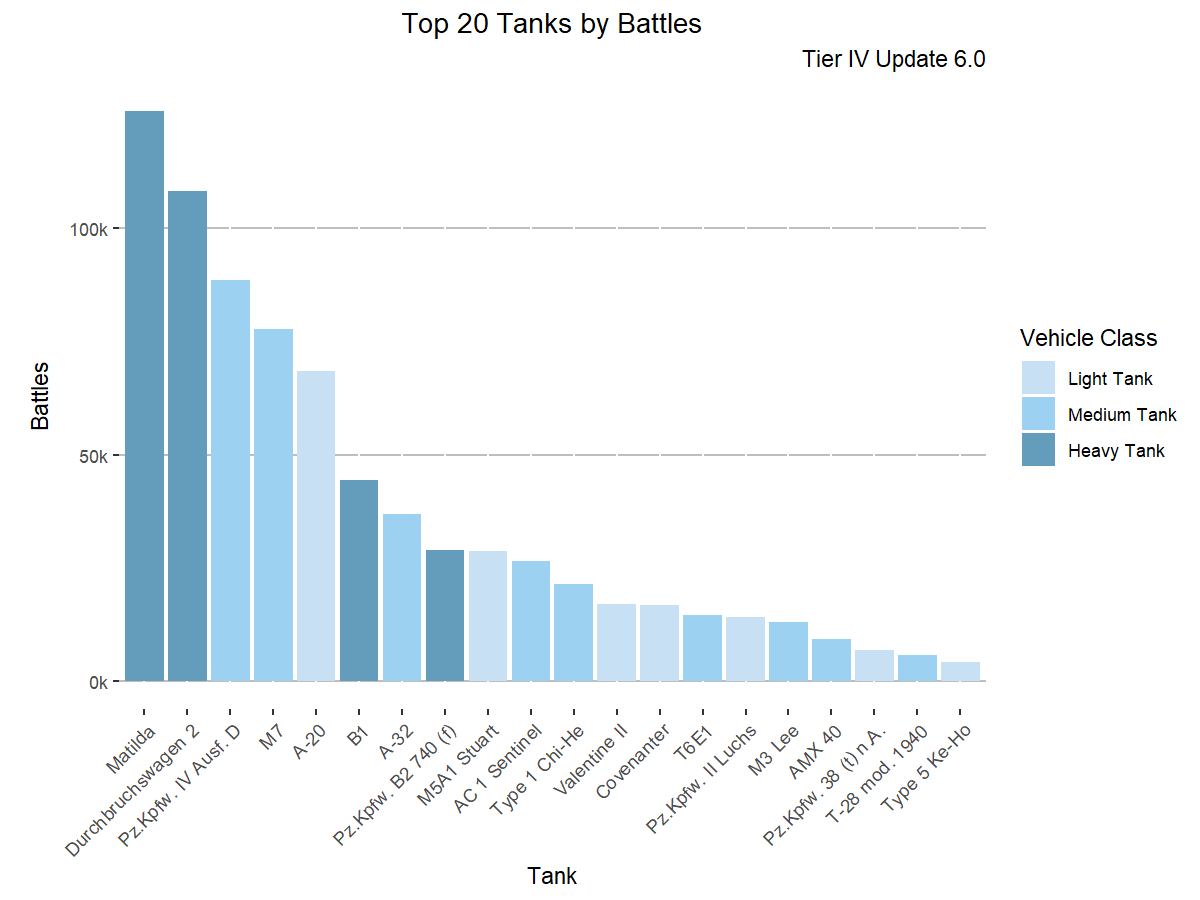 Top 20 Tanks by Battles
Tier IV Update 6.0
Battles
100k
50k
0k
Matilda
Durchbruchswagen 2
Pz.Kpfw. IV Ausf. D
M7
A-20
B1
A-32
Pz.Kpfw. B2 740 (f)
M5A1 Stuart
AC 1 Sentinel
Type 1 Chi-He
Valentine II
Covenanter
T6E1
Pz.Kpfw. II Luchs
M3 Lee
AMX 40
Pz.Kpfw. 38 (t) n.A.
T-28 mod. 1940
Type 5 Ke-Ho
Tank
Vehicle Class
Light Tank
Medium Tank
Heavy Tank